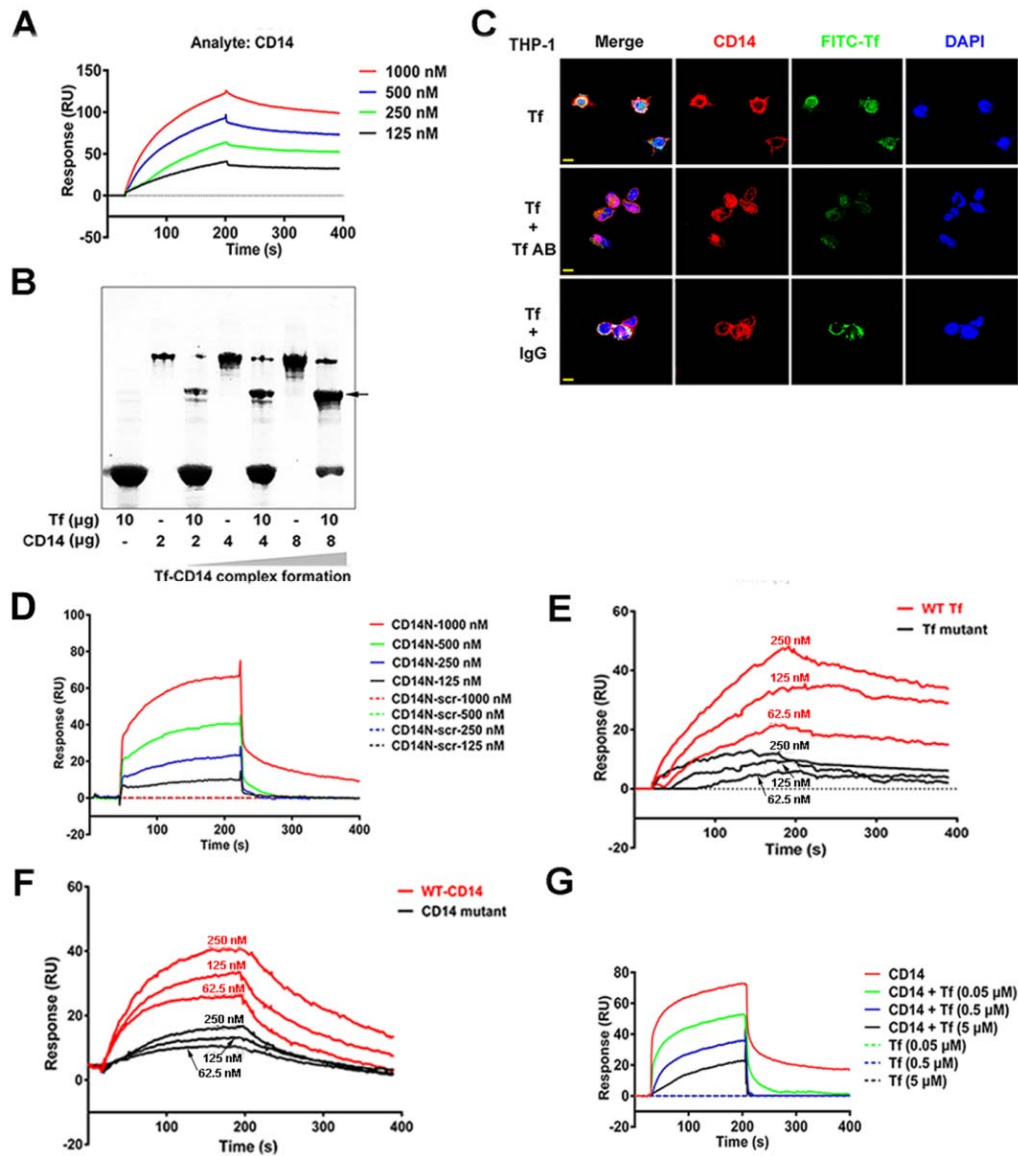 A
Analyte: CD14
Response (RU)
150
100
50
0
-50
100
200
300
400
Time (s)
1000 nM
500 nM
250 nM
125 nM
B
Tf (µg) 10 - 10 - 10 - 10
CD14 (µg) - 2 2 4 4 8 8
Tf-CD14 complex formation
C
THP-1 Merge CD14 FITC-Tf DAPI
Tf
Tf
+
Tf AB
Tf
+
IgG
D
Response (RU)
100
80
60
40
20
0
-20
100 200 300 400
Time (s)
CD14N-1000 nM
CD14N-500 nM
CD14N-250 nM
CD14N-125 nM
CD14N-scr-1000 nM
CD14N-scr-500 nM
CD14N-scr-250 nM
CD14N-scr-125 nM
E
Response (RU)
60
40
20
0
-20
250 nM
125 nM
62.5 nM
250 nM
125 nM
62.5 nM
100 200 300 400
Time (s)
WT Tf
Tf mutant
F
Response (RU)
60
40
20
0
-20
250 nM
125 nM
62.5 nM
250 nM
125 nM
62.5 nM
100 200 300 400
Time (s)
WT-CD14
CD14 mutant
G
Response (RU)
80
60
40
20
0
-20
100 200 300 400
Time (s)
CD14
CD14 + Tf (0.05 µM)
CD14 + Tf (0.5 µM)
CD14 + Tf (5 µM)
Tf (0.05 µM)
Tf (0.5 µM)
Tf (5 µM)